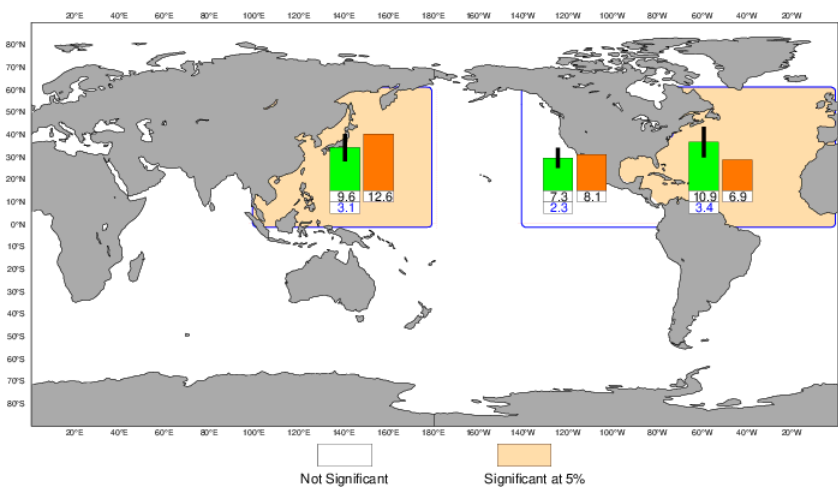 20°E 40°E 60°E 80°E 100°E 120°E 140°E 160°E 180°E 160°W 140°W 120°W 100°W 80°W 60°W 40°W 20°W
80°N
70°N
60°N
50°N
40°N
30°N
20°N
10°N
0°N
10°S
20°S
30°S
40°S
50°S
60°S
70°S
80°S
9.6 12.6 7.3 8.1 10.9 6.9
3.1 2.3 3.4
20°E 40°E 60°E 80°E 100°E 120°E 140°E 160°E 180°E 180°W 160°W 140°W 120°W 100°W 80°W 60°W 40°W 20°W
Not Significant Significant at 5%